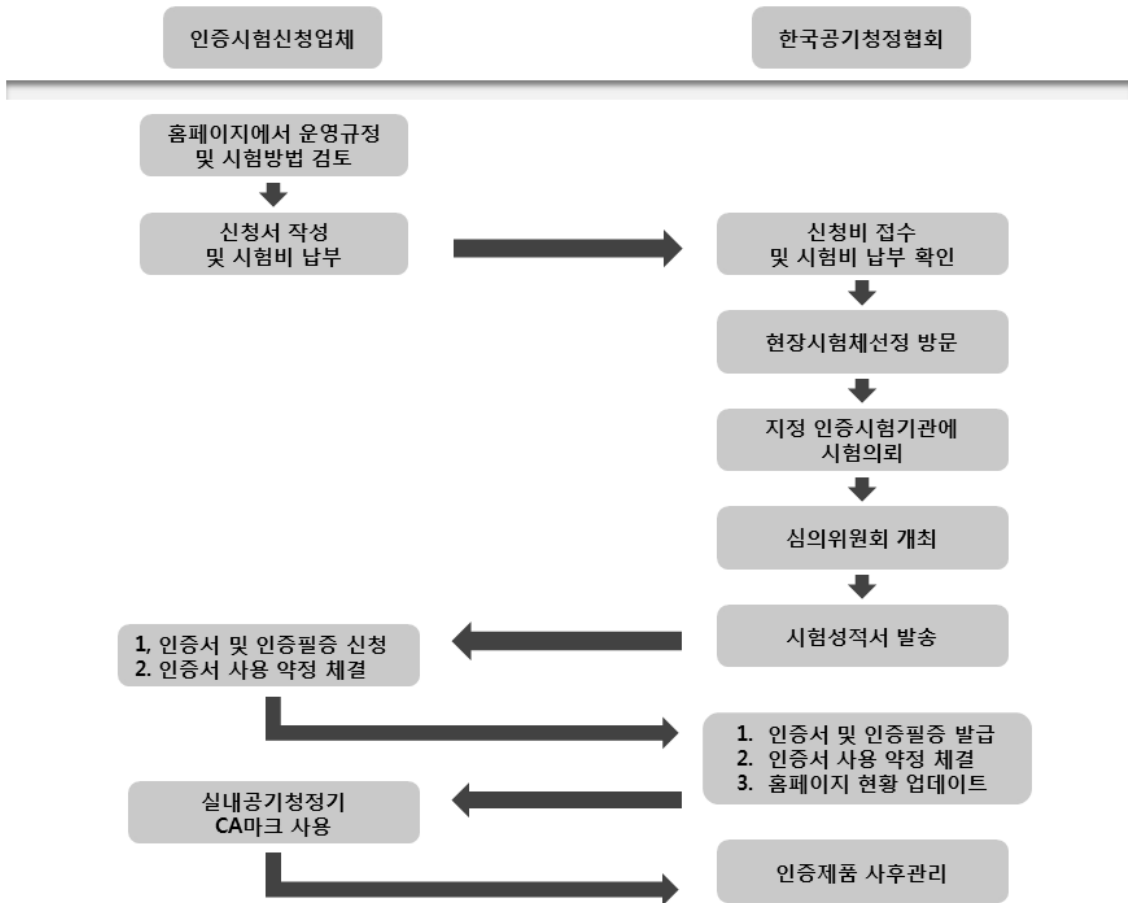 인증시험신청업체
한국공기청정협회
홈페이지에서 운영규정
및 시험방법 검토
신청서 작성
및 시험비 납부
신청비 접수
및 시험비 납부 확인
현장시험체선정 방문
지정 인증시험기관에
시험의뢰
심의위원회 개최
시험성적서 발송
1, 인증서 및 인증필증 신청
2. 인증서 사용 약정 체결
1. 인증서 및 인증필증 발급
2. 인증서 사용 약정 체결
3. 홈페이지 현황 업데이트
실내공기청정기
CA마크 사용
인증제품 사후관리